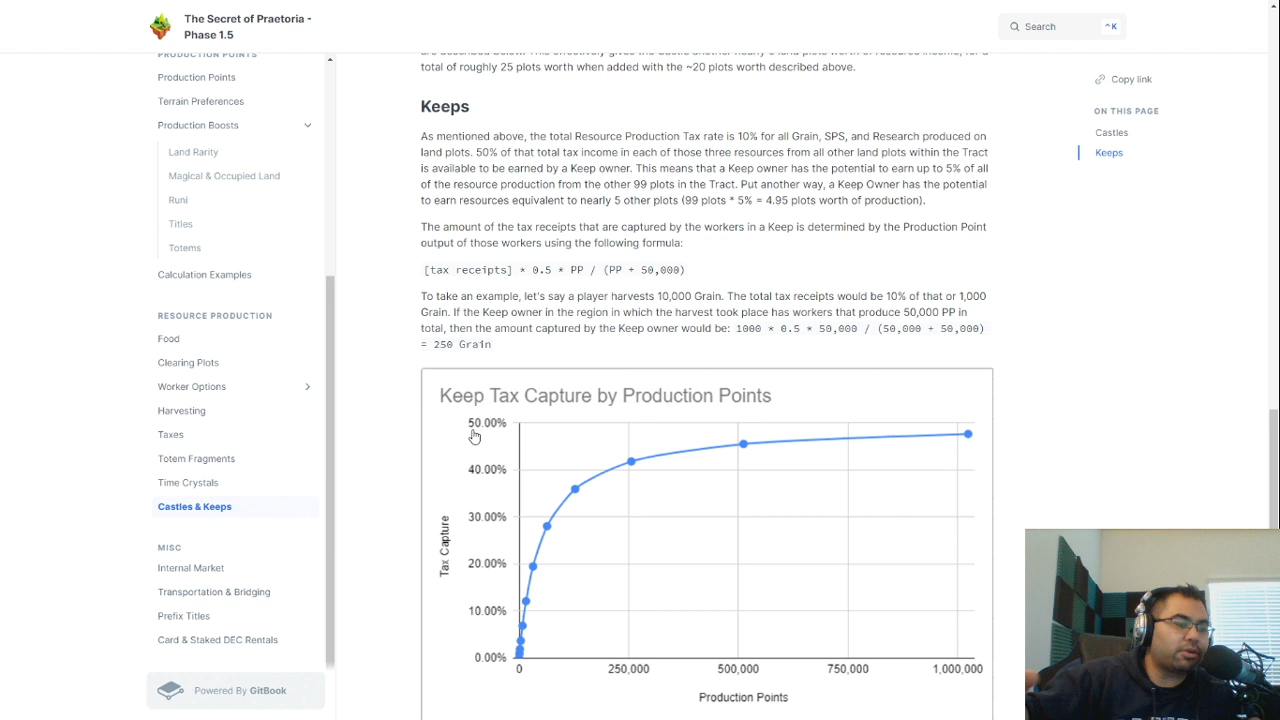 The Secret of Praetoria -
Phase 1.5
Search
^K
PRODUCTION POINTS
Production Points
Terrain Preferences
Production Boosts
Land Rarity
Magical & Occupied Land
Runi
Titles
Totems
Calculation Examples
RESOURCE PRODUCTION
Food
Clearing Plots
Worker Options
Harvesting
Taxes
Totem Fragments
Time Crystals
Castles & Keeps
MISC
Internal Market
Transportation & Bridging
Prefix Titles
Card & Staked DEC Rentals
Powered By GitBook
total of roughly 25 plots worth when added with the ~20 plots worth described above.
Keeps
As mentioned above, the total Resource Production Tax rate is 10% for all Grain, SPS, and Research produced on
land plots. 50% of that total tax income in each of those three resources from all other land plots within the Tract
is available to be earned by a Keep owner. This means that a Keep owner has the potential to earn up to 5% of all
of the resource production from the other 99 plots in the Tract. Put another way, a Keep Owner has the potential
to earn resources equivalent to nearly 5 other plots (99 plots * 5% = 4.95 plots worth of production).
The amount of the tax receipts that are captured by the workers in a Keep is determined by the Production Point
output of those workers using the following formula:
[tax receipts] * 0.5 * PP / (PP + 50,000)
To take an example, let's say a player harvests 10,000 Grain. The total tax receipts would be 10% of that or 1,000
Grain. If the Keep owner in the region in which the harvest took place has workers that produce 50,000 PP in
total, then the amount captured by the Keep owner would be: 1000 * 0.5 * 50,000 / (50,000 + 50,000)
= 250 Grain
Keep Tax Capture by Production Points
50.00%
40.00%
30.00%
20.00%
10.00%
0.00%
Tax Capture
0
250,000
500,000
750,000
1,000,000
Production Points
Copy link
ON THIS PAGE
Castles
Keeps